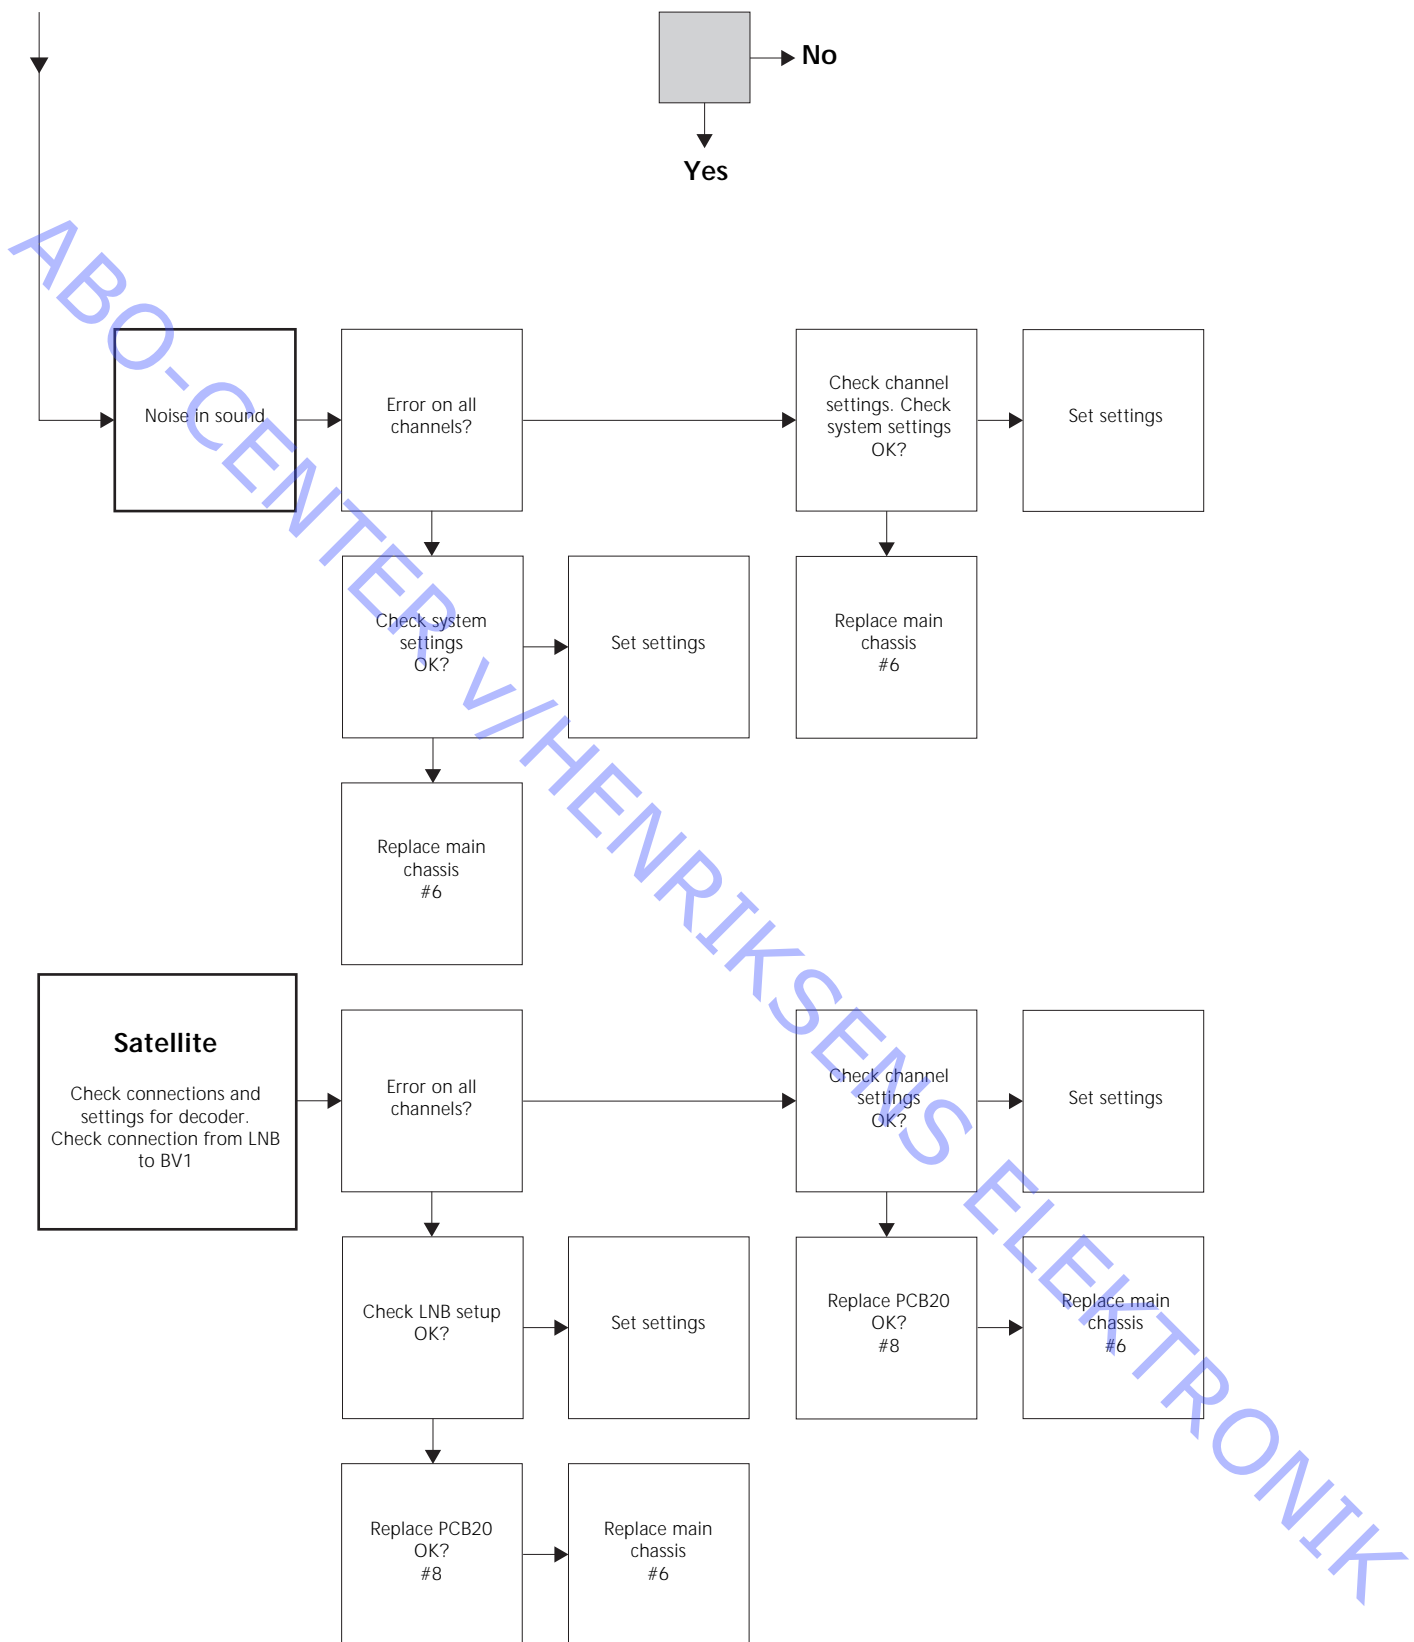 No
Yes
Noise in sound
Error on all
channels?
Check channel
settings. Check
system settings
OK?
Set settings
Check system
settings
OK?
Set settings
Replace main
chassis
#6
Replace main
chassis
#6
Satellite
Check connections and
settings for decoder.
Check connection from LNB
to BV1
Error on all
channels?
Check channel
settings
OK?
Set settings
Check LNB setup
OK?
Set settings
Replace PCB20
OK?
#8
Replace main
chassis
#6
Replace PCB20
OK?
#8
Replace main
chassis
#6
ABO-CENTER v/HENRIKSENS ELEKTRONIK